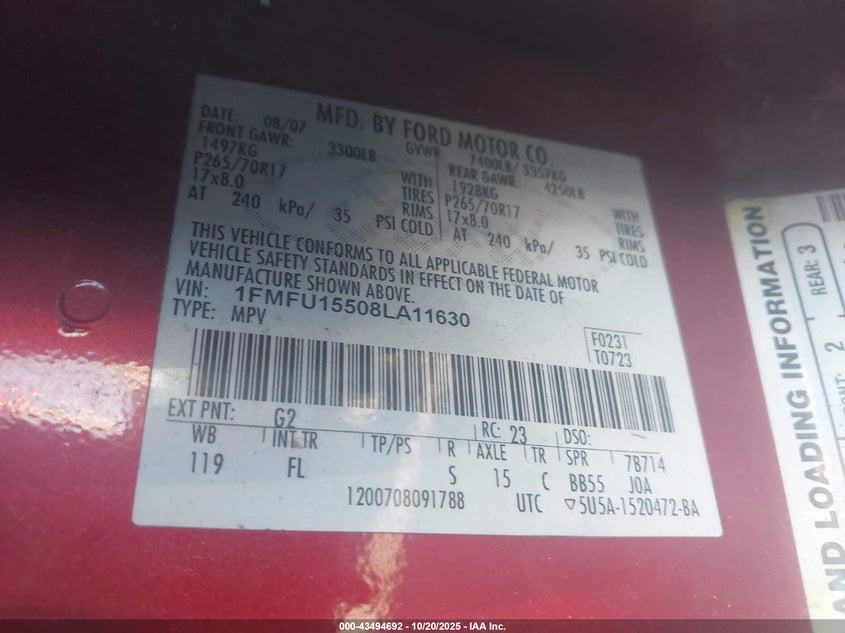 MFD. BY FORD MOTOR CO.
DATE: 08/07 GVWR: 7400LB/ 3357KG
FRONT GAWR: 3300LB REAR GAWR: 4250LB
1497KG WITH 1928KG WITH
P265/70R17 TIRES P265/70R17 TIRES
17x8.0 RIMS 17x8.0 RIMS
AT 240 kPa/ 35 PSI COLD AT 240 kPa/ 35 PSI COLD
THIS VEHICLE CONFORMS TO ALL APPLICABLE FEDERAL MOTOR
VEHICLE SAFETY STANDARDS IN EFFECT ON THE DATE OF
MANUFACTURE SHOWN ABOVE.
VIN: 1FMFU15508LA11630
TYPE: MPV
F0231
T0723
EXT PNT: G2 RC: 23 DSO:
WB INT TR TP/PS R AXLE TR SPR 7B714
119 FL S 15 C BB55 J0A
1200708091788 UTC ▽5U5A-1520472-BA
AND LOADING INFORMATION
2
REAR: 3
000-43494692 - 10/20/2025 - IAA Inc.